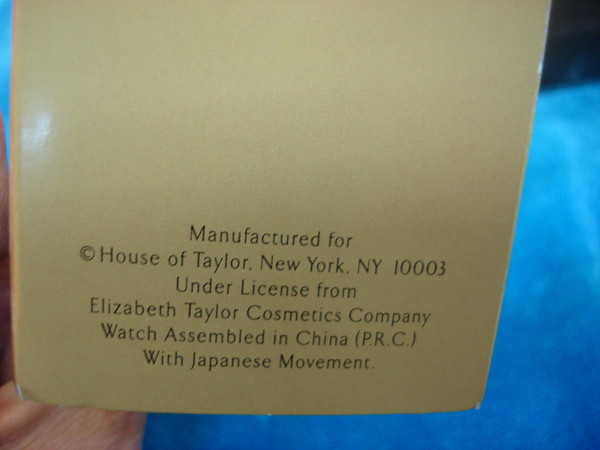 Manufactured for
© House of Taylor, New York, NY 10003
Under License from
Elizabeth Taylor Cosmetics Company
Watch Assembled in China (P.R.C.)
With Japanese Movement.